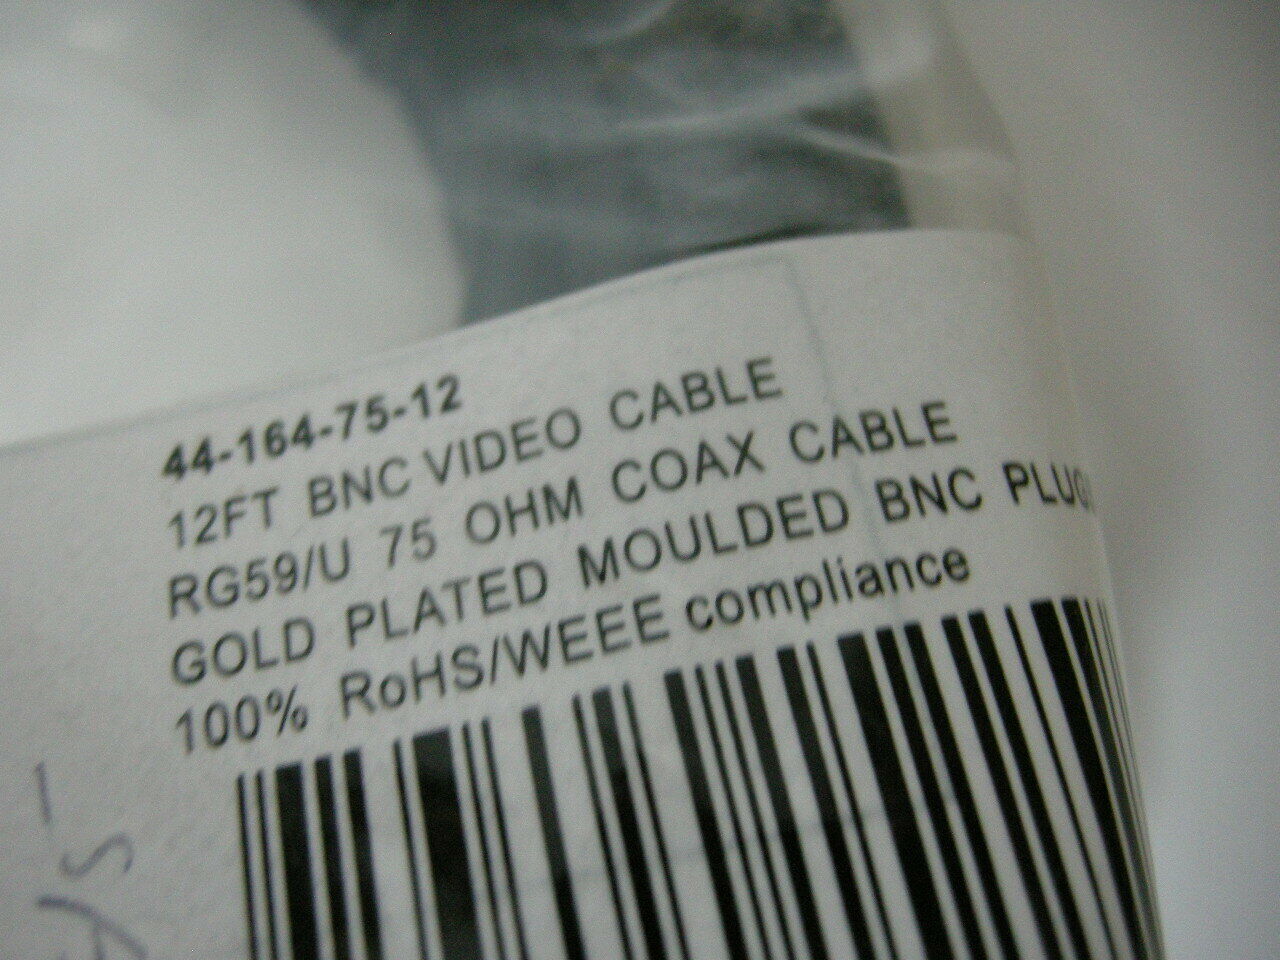 44-164-75-12
12FT BNC VIDEO CABLE
RG59/U 75 OHM COAX CABLE
GOLD PLATED MOULDED BNC PLUG
100% RoHS/WEEE compliance